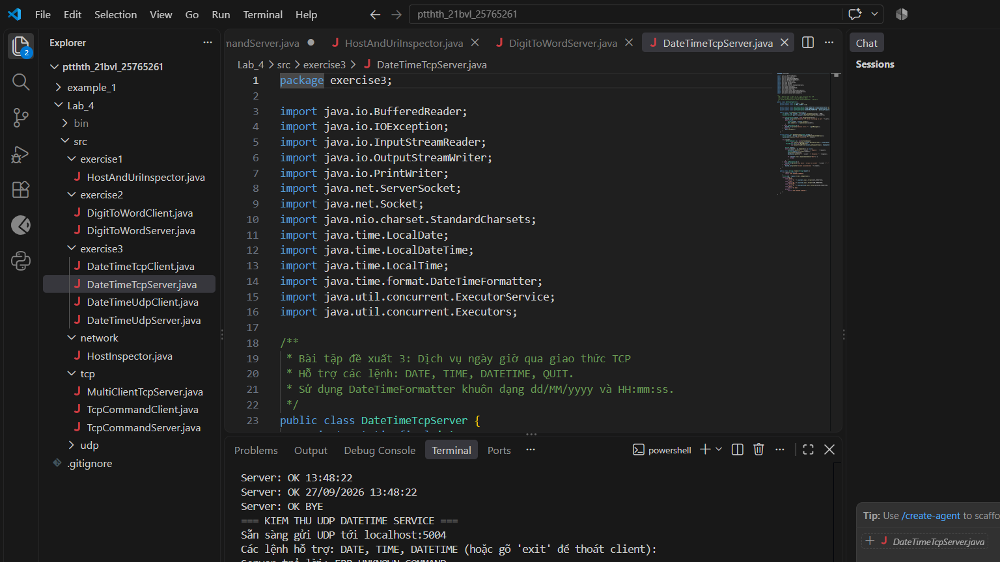 File Edit Selection View Go Run Terminal Help
ptthth_21bvl_25765261
Explorer
2
ptthth_21bvl_25765261
example_1
Lab_4
bin
src
exercise1
HostAndUriInspector.java
exercise2
DigitToWordClient.java
DigitToWordServer.java
exercise3
DateTimeTcpClient.java
DateTimeTcpServer.java
DateTimeUdpClient.java
DateTimeUdpServer.java
network
HostInspector.java
tcp
MultiClientTcpServer.java
TcpCommandClient.java
TcpCommandServer.java
udp
.gitignore
mandServer.java HostAndUriInspector.java DigitToWordServer.java DateTimeTcpServer.java
Lab_4 > src > exercise3 > DateTimeTcpServer.java
1 package exercise3;
2
3 import java.io.BufferedReader;
4 import java.io.IOException;
5 import java.io.InputStreamReader;
6 import java.io.OutputStreamWriter;
7 import java.io.PrintWriter;
8 import java.net.ServerSocket;
9 import java.net.Socket;
10 import java.nio.charset.StandardCharsets;
11 import java.time.LocalDate;
12 import java.time.LocalDateTime;
13 import java.time.LocalTime;
14 import java.time.format.DateTimeFormatter;
15 import java.util.concurrent.ExecutorService;
16 import java.util.concurrent.Executors;
17
18 /**
19 * Bài tập đề xuất 3: Dịch vụ ngày giờ qua giao thức TCP
20 * Hỗ trợ các lệnh: DATE, TIME, DATETIME, QUIT.
21 * Sử dụng DateTimeFormatter khuôn dạng dd/MM/yyyy và HH:mm:ss.
22 */
23 public class DateTimeTcpServer {
Problems Output Debug Console Terminal Ports
powershell
Server: OK 13:48:22
Server: OK 27/09/2026 13:48:22
Server: OK BYE
=== KIEM THU UDP DATETIME SERVICE ===
Sẵn sàng gửi UDP tới localhost:5004
Các lệnh hỗ trợ: DATE, TIME, DATETIME (hoặc gõ 'exit' để thoát client):
Server trả lời: ERR UNKNOWN COMMAND
Chat
Sessions
Tip: Use /create-agent to scaffo
DateTimeTcpServer.java